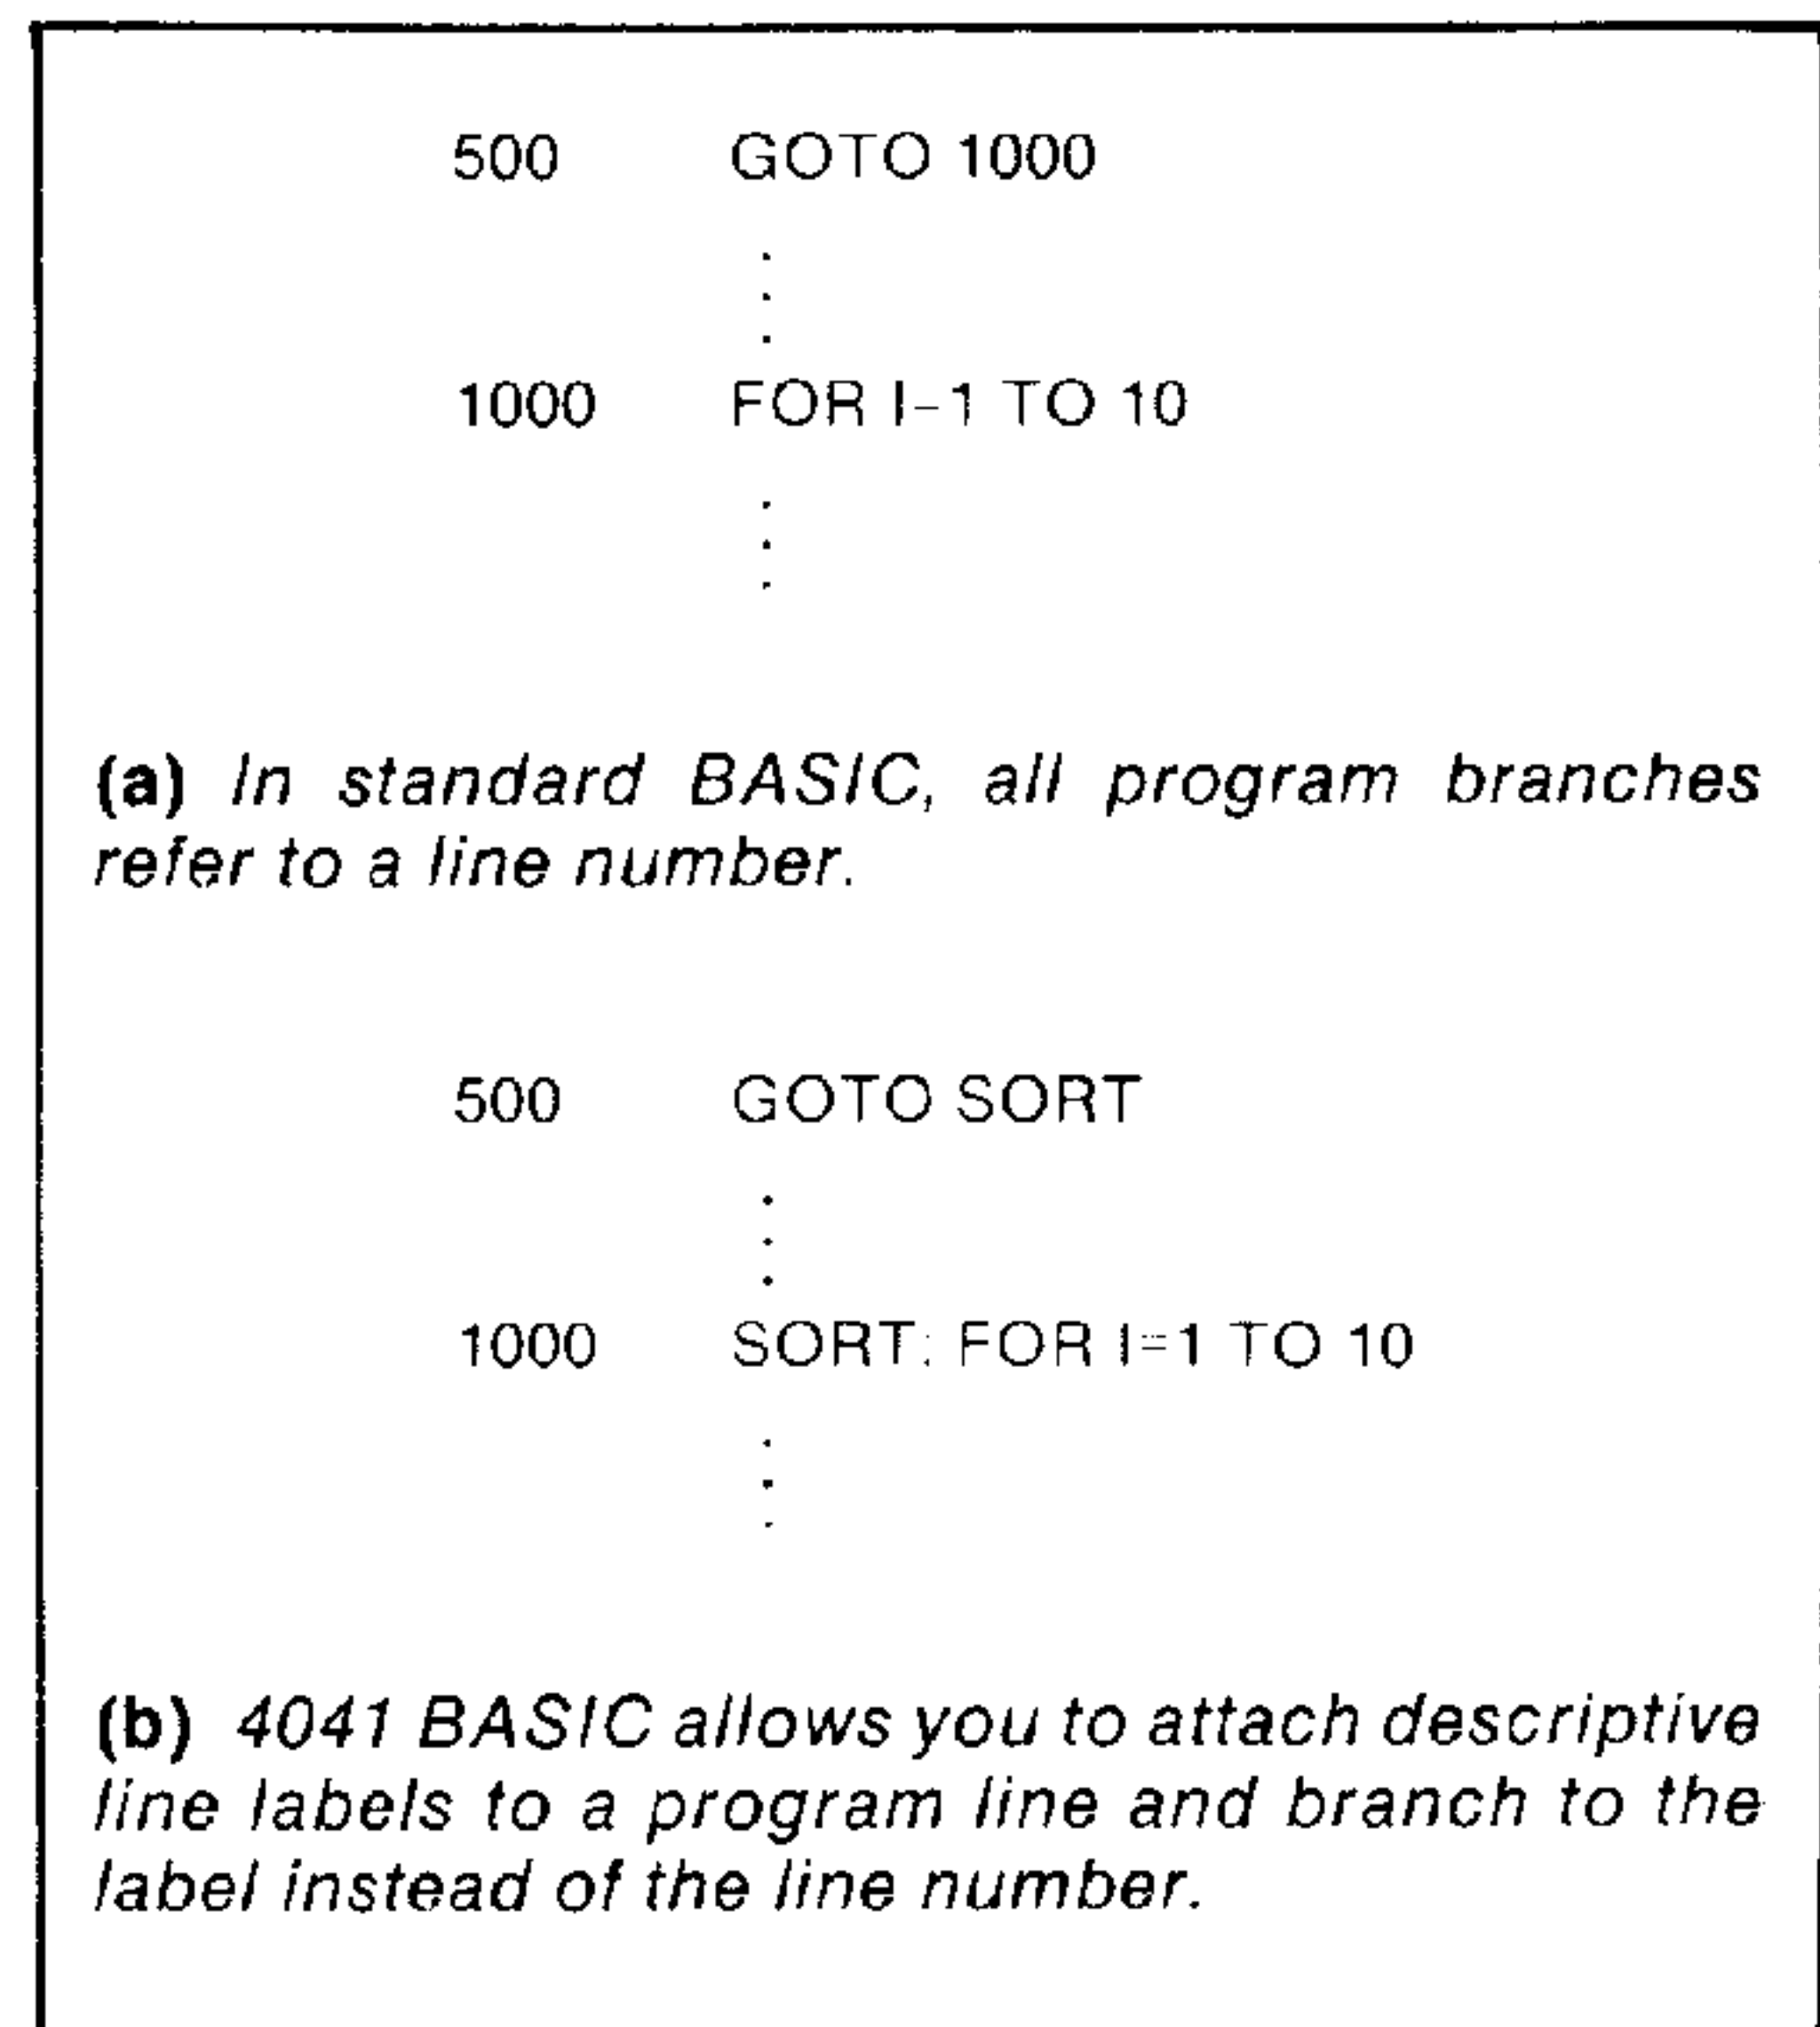 500 GOTO 1000
.
.
.
1000 FOR I–1 TO 10
.
.
.
(a) In standard BASIC, all program branches
refer to a line number.
500 GOTO SORT
.
.
.
1000 SORT: FOR I=1 TO 10
.
.
.
(b) 4041 BASIC allows you to attach descriptive
line labels to a program line and branch to the
label instead of the line number.